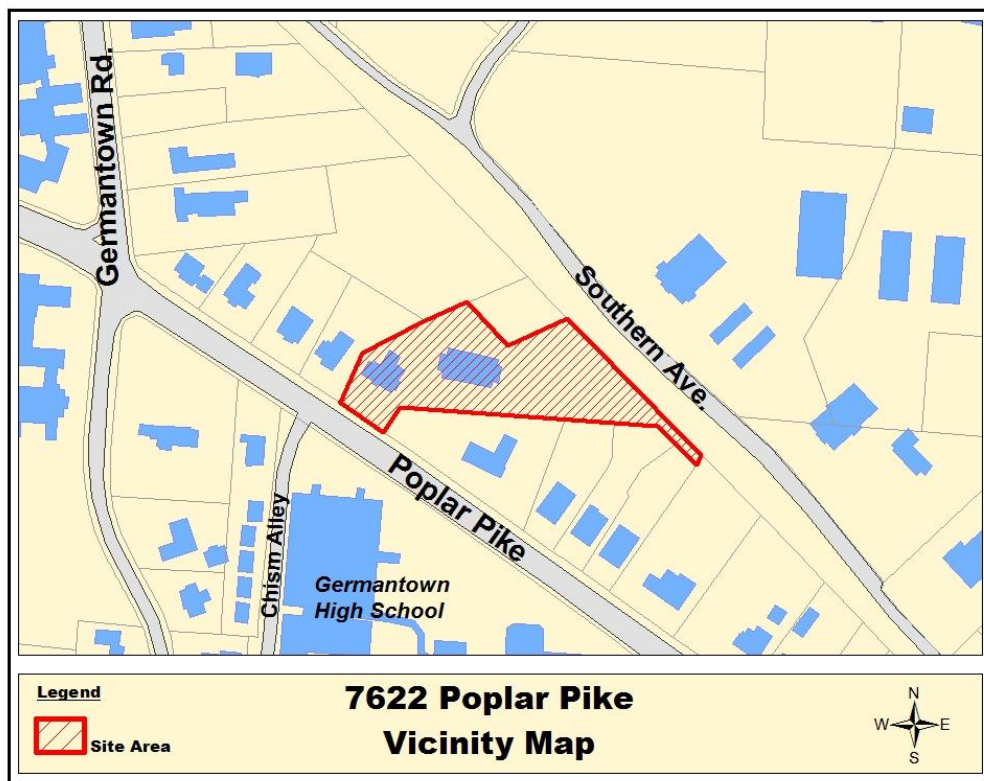 Germantown Rd.
Southern Ave.
Poplar Pike
Chism Alley
Germantown
High School
Legend
Site Area
7622 Poplar Pike
Vicinity Map
N
W E
S